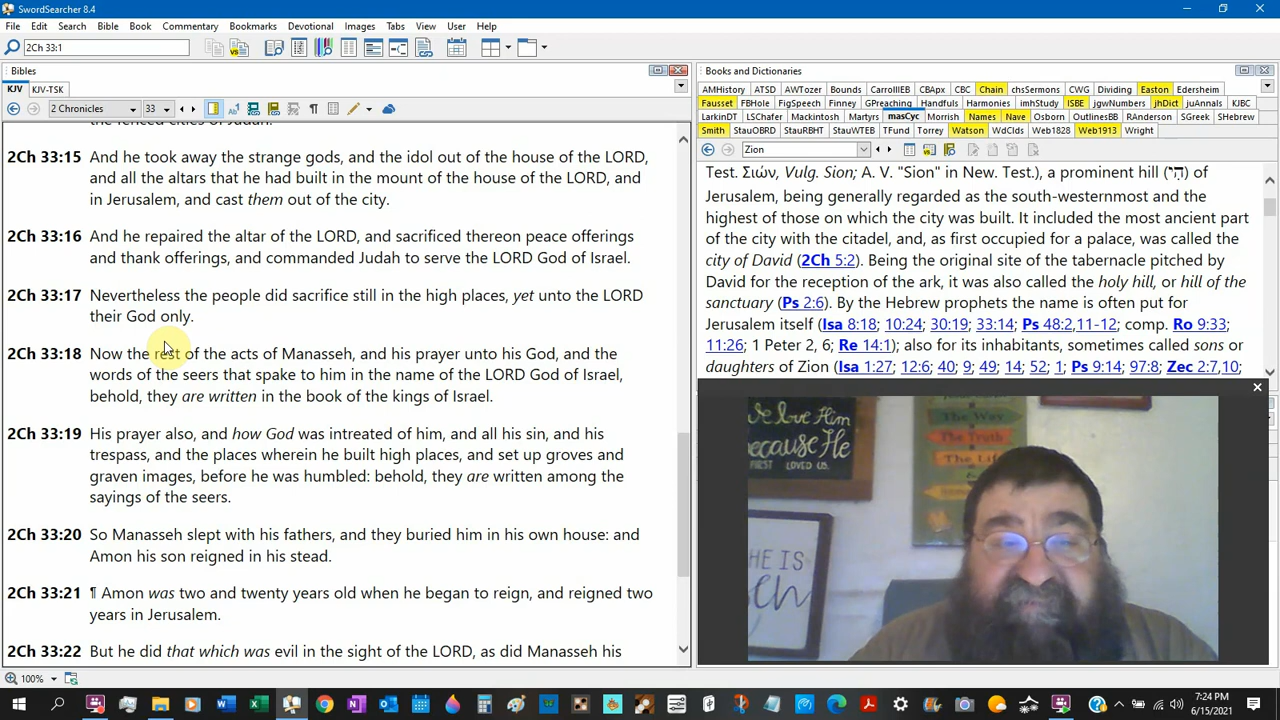 SwordSearcher 8.4
File Edit Search Bible Book Commentary Bookmarks Devotional Images Tabs View User Help
2Ch 33:1
Bibles
KJV KJV-TSK
2 Chronicles 33
the fenced cities of Judah.
2Ch 33:15 And he took away the strange gods, and the idol out of the house of the LORD,
and all the altars that he had built in the mount of the house of the LORD, and
in Jerusalem, and cast them out of the city.
2Ch 33:16 And he repaired the altar of the LORD, and sacrificed thereon peace offerings
and thank offerings, and commanded Judah to serve the LORD God of Israel.
2Ch 33:17 Nevertheless the people did sacrifice still in the high places, yet unto the LORD
their God only.
2Ch 33:18 Now the rest of the acts of Manasseh, and his prayer unto his God, and the
words of the seers that spake to him in the name of the LORD God of Israel,
behold, they are written in the book of the kings of Israel.
2Ch 33:19 His prayer also, and how God was intreated of him, and all his sin, and his
trespass, and the places wherein he built high places, and set up groves and
graven images, before he was humbled: behold, they are written among the
sayings of the seers.
2Ch 33:20 So Manasseh slept with his fathers, and they buried him in his own house: and
Amon his son reigned in his stead.
2Ch 33:21 ¶ Amon was two and twenty years old when he began to reign, and reigned two
years in Jerusalem.
2Ch 33:22 But he did that which was evil in the sight of the LORD, as did Manasseh his
100%
Books and Dictionaries
AMHistory ATSD AWTozer Bounds CarrollIEB CBApx CBC Chain chsSermons CWG Dividing Easton Edersheim
Fausset FBHole FigSpeech Finney GPreaching Handfuls Harmonies imhStudy ISBE jgwNumbers jhDict juAnnals KJBC
LarkinDT LSChafer Mackintosh Martyrs masCyc Morrish Names Nave Osborn OutlinesBB RAnderson SGreek SHebrew
Smith StauOBRD StauRBHT StauWTEB TFund Torrey Watson WdClds Web1828 Web1913 Wright
Zion
Test. Σιών, Vulg. Sion; A. V. "Sion" in New. Test.), a prominent hill (הַר) of
Jerusalem, being generally regarded as the south-westernmost and the
highest of those on which the city was built. It included the most ancient part
of the city with the citadel, and, as first occupied for a palace, was called the
city of David (2Ch 5:2). Being the original site of the tabernacle pitched by
David for the reception of the ark, it was also called the holy hill, or hill of the
sanctuary (Ps 2:6). By the Hebrew prophets the name is often put for
Jerusalem itself (Isa 8:18; 10:24; 30:19; 33:14; Ps 48:2,11-12; comp. Ro 9:33;
11:26; 1 Peter 2, 6; Re 14:1); also for its inhabitants, sometimes called sons or
daughters of Zion (Isa 1:27; 12:6; 40; 9; 49; 14; 52; 1; Ps 9:14; 97:8; Zec 2:7,10;
We love Him
because He
FIRST LOVED US.
The Way
The Truth
The Life
HE IS
7:24 PM
6/15/2021